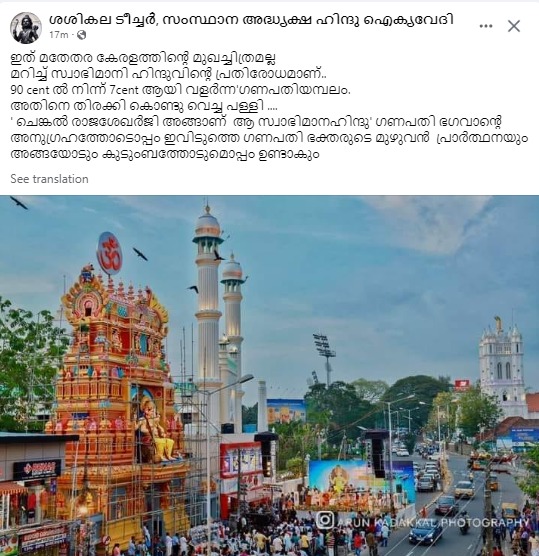 ശശികല ടീച്ചർ, സംസ്ഥാന അദ്ധ്യക്ഷ ഹിന്ദു ഐക്യവേദി
17m ·
ഇത് മതേതര കേരളത്തിന്റെ മുഖച്ചിത്രമല്ല
മറിച്ച് സ്വാഭിമാനി ഹിന്ദുവിന്റെ പ്രതിരോധമാണ്..
90 cent ൽ നിന്ന് 7cent ആയി വളർന്ന'ഗണപതിയമ്പലം.
അതിനെ തിരക്കി കൊണ്ടു വെച്ച പള്ളി ....
' ചെങ്കൽ രാജശേഖർജി അങ്ങാണ് ആ സ്വാഭിമാനഹിന്ദു' ഗണപതി ഭഗവാന്റെ
അനുഗ്രഹത്തോടൊപ്പം ഇവിടുത്തെ ഗണപതി ഭക്തരുടെ മുഴുവൻ പ്രാർത്ഥനയും
അങ്ങയോടും കുടുംബത്തോടുമൊപ്പം ഉണ്ടാകും
See translation
ॐ
ARUN KADAKKAL PHOTOGRAPHY